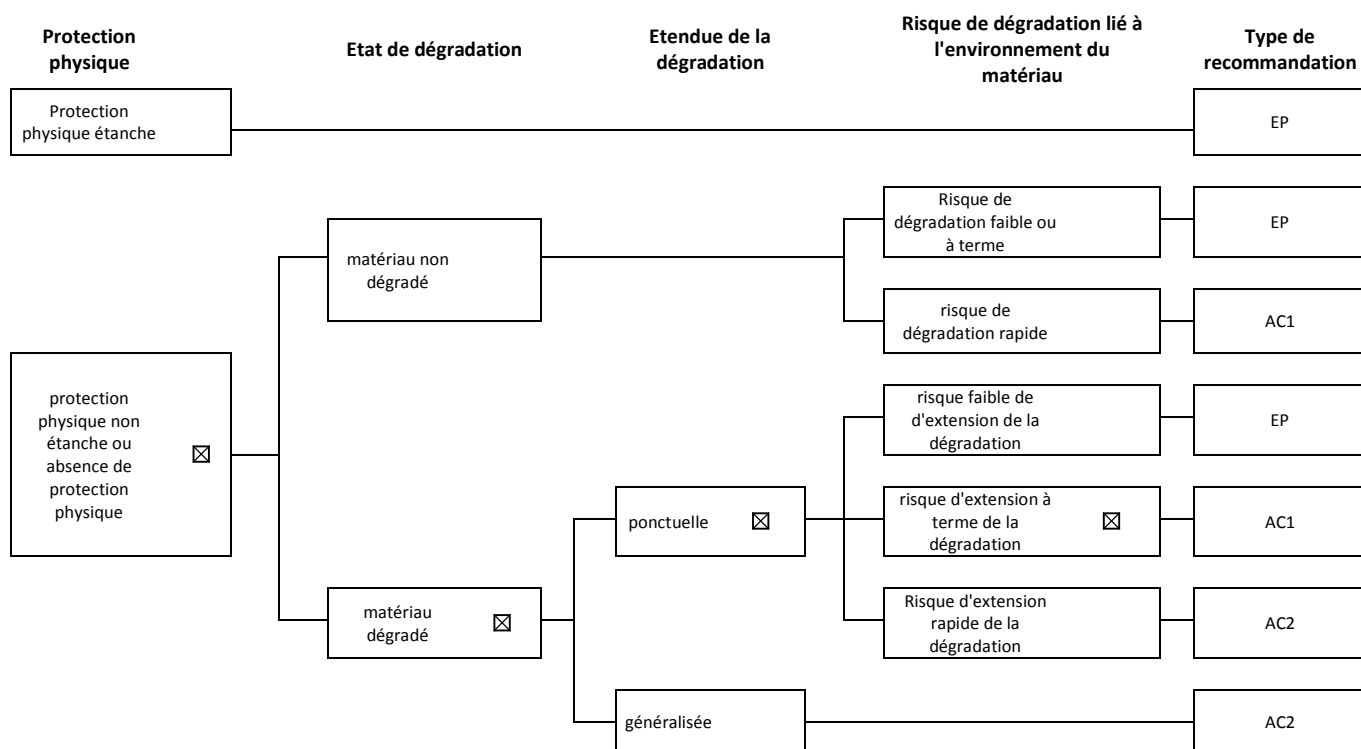 Protection
physique
Etat de dégradation
Etendue de la
dégradation
Risque de dégradation lié à
l'environnement du
matériau
Type de
recommandation
Protection
physique étanche
EP
matériau non
dégradé
Risque de
dégradation faible ou
à terme
EP
risque de
dégradation rapide
AC1
protection
physique non
étanche ou
absence de
protection
physique
☒
matériau
dégradé
☒
ponctuelle ☒
risque faible de
d'extension de la
dégradation
EP
risque d'extension à
terme de la
dégradation
☒
AC1
Risque d'extension
rapide de la
dégradation
AC2
généralisée
AC2